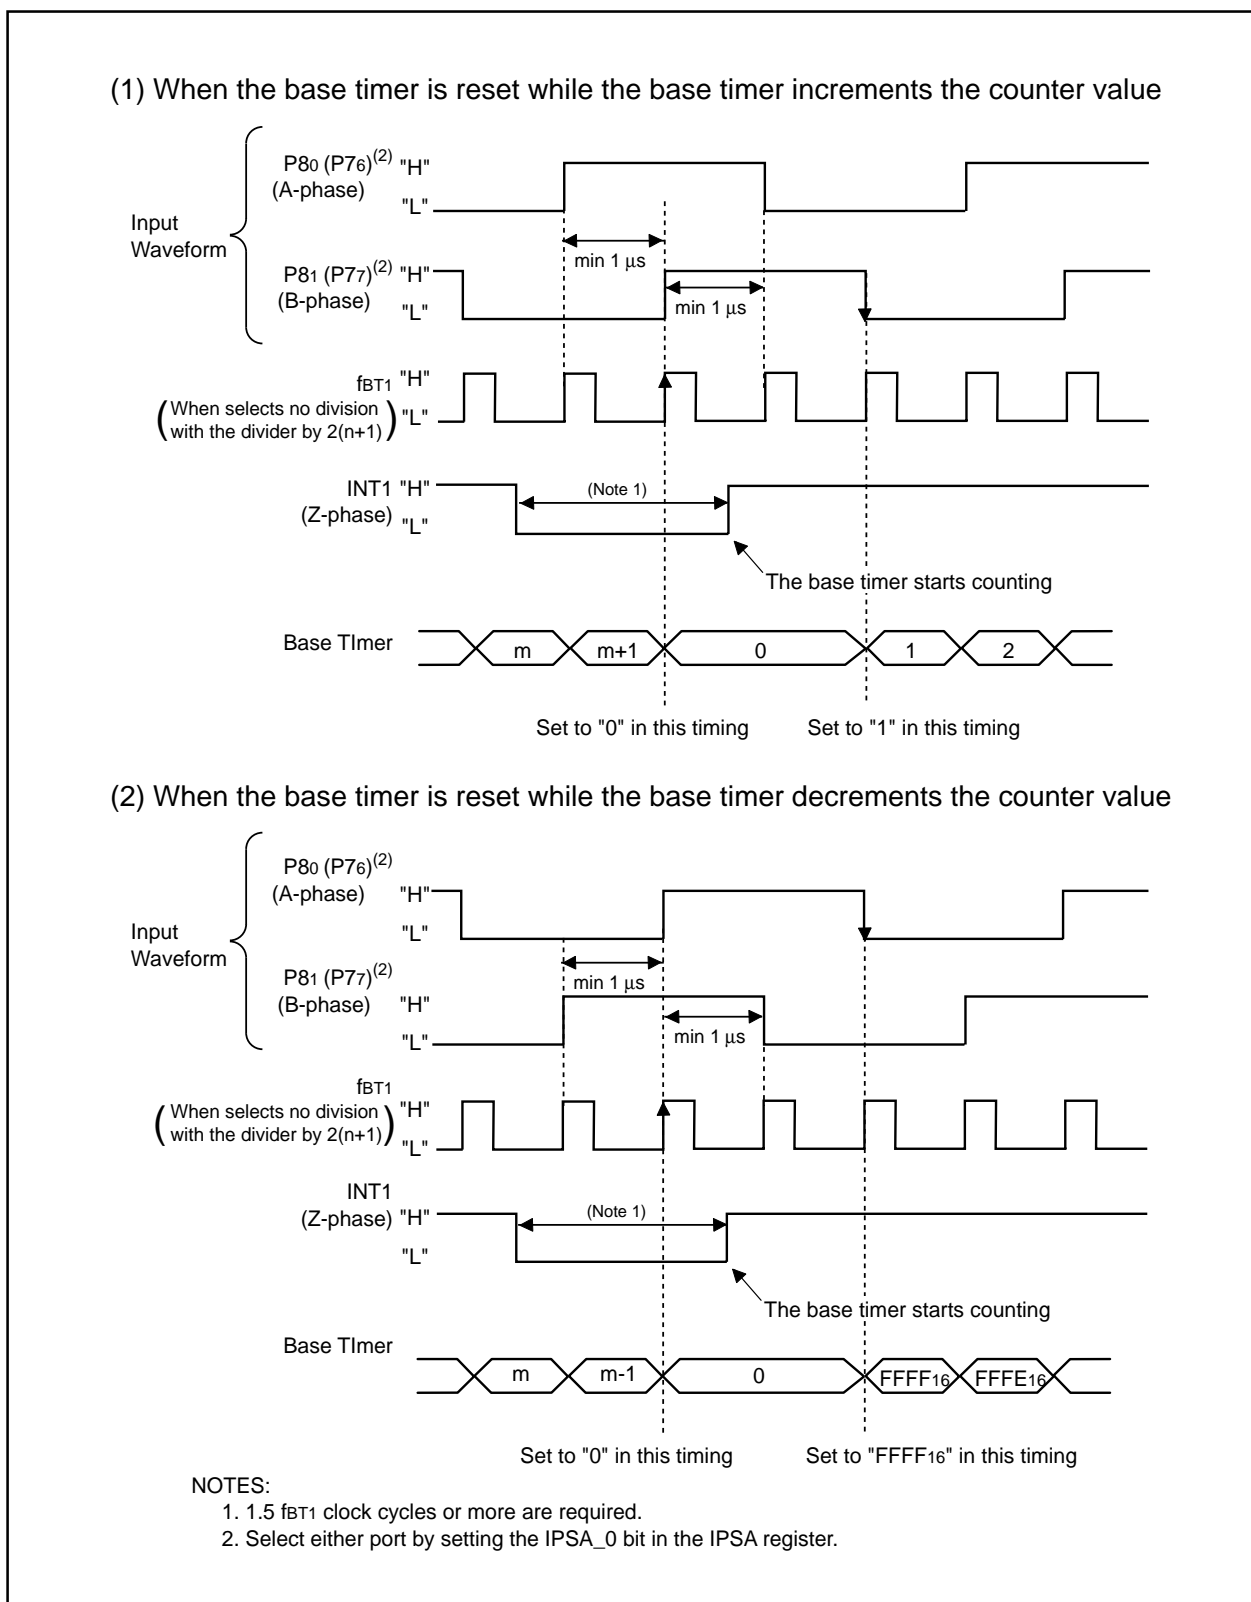 (1) When the base timer is reset while the base timer increments the counter value
P80 (P76)(2) "H"
(A-phase)
"L"
Input
Waveform
min 1 μs
P81 (P77)(2) "H"
(B-phase)
"L"
min 1 μs
fBT1 "H"
(When selects no division
with the divider by 2(n+1))
"L"
INT1 "H"
(Z-phase)
"L"
(Note 1)
The base timer starts counting
Base TImer
m m+1 0 1 2
Set to "0" in this timing Set to "1" in this timing
(2) When the base timer is reset while the base timer decrements the counter value
P80 (P76)(2)
(A-phase) "H"
"L"
Input
Waveform
min 1 μs
P81 (P77)(2)
(B-phase) "H"
"L"
min 1 μs
fBT1
(When selects no division
with the divider by 2(n+1))
"H"
"L"
INT1
(Z-phase) "H"
"L"
(Note 1)
The base timer starts counting
Base TImer
m m-1 0 FFFF16 FFFE16
Set to "0" in this timing Set to "FFFF16" in this timing
NOTES:
1. 1.5 fBT1 clock cycles or more are required.
2. Select either port by setting the IPSA_0 bit in the IPSA register.